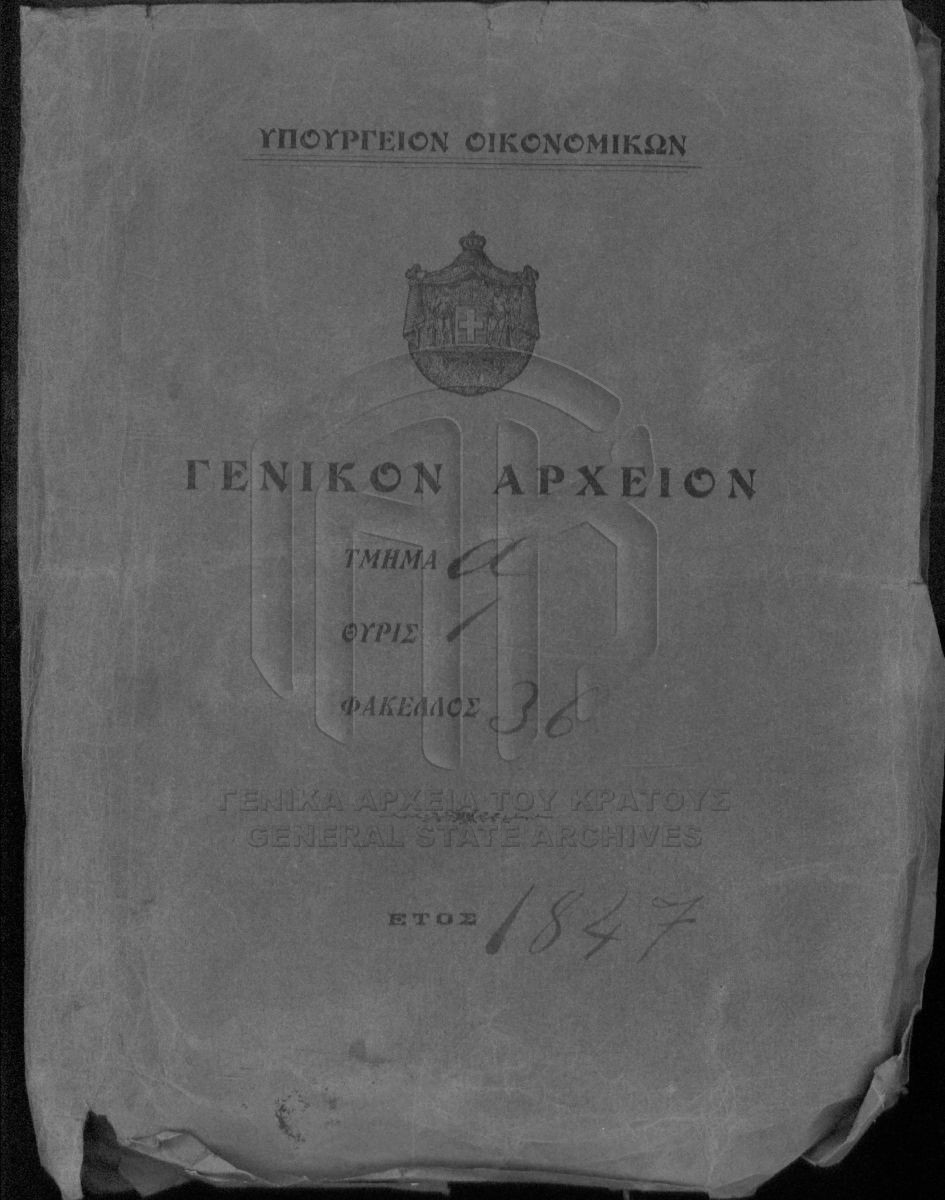 ΥΠΟΥΡΓΕΙΟΝ ΟΙΚΟΝΟΜΙΚΩΝ
ΓΕΝΙΚΟΝ ΑΡΧΕΙΟΝ
ΤΜΗΜΑ α
ΘΥΡΙΣ 1
ΦΑΚΕΛΛΟΣ 36
ΓΕΝΙΚΑ ΑΡΧΕΙΑ ΤΟΥ ΚΡΑΤΟΥΣ
GENERAL STATE ARCHIVES
ΕΤΟΣ 1847